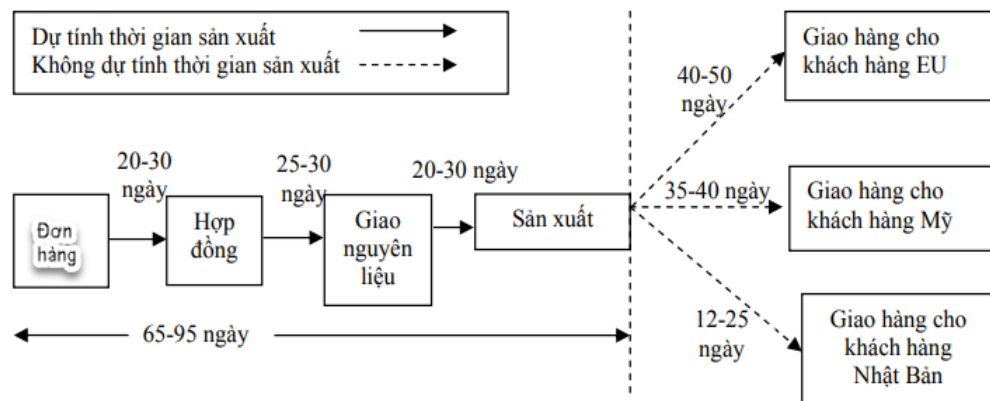 Dự tính thời gian sản xuất
Không dự tính thời gian sản xuất
20-30
ngày
25-30
ngày
20-30 ngày
Đơn
hàng
Hợp
đồng
Giao
nguyên
liệu
Sản xuất
65-95 ngày
40-50
ngày
35-40 ngày
12-25
ngày
Giao hàng cho
khách hàng EU
Giao hàng cho
khách hàng Mỹ
Giao hàng cho
khách hàng
Nhật Bản